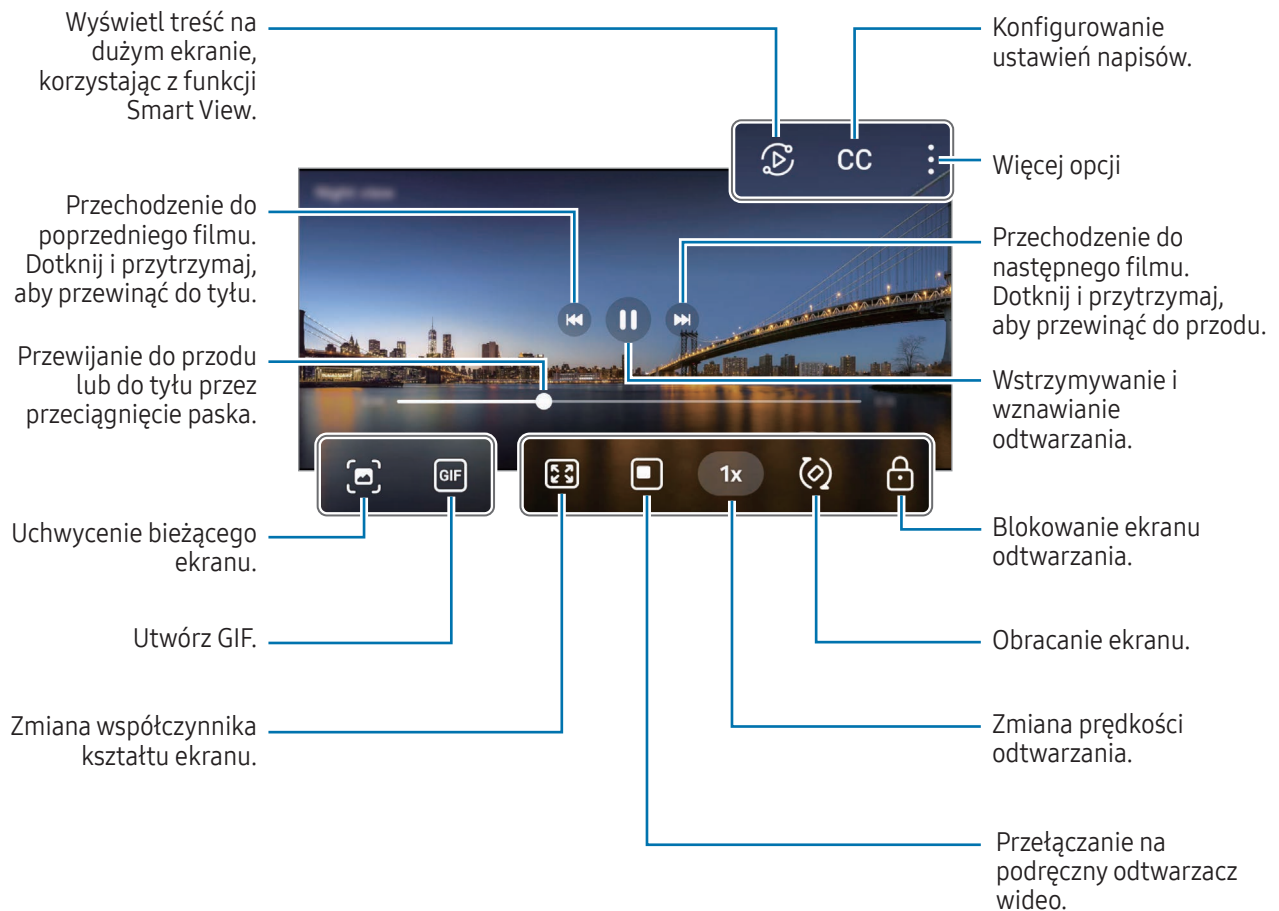 Wyświetl treść na
dużym ekranie,
korzystając z funkcji
Smart View.
Konfigurowanie
ustawień napisów.
CC
Więcej opcji
Przechodzenie do
poprzedniego filmu.
Dotknij i przytrzymaj,
aby przewinąć do tyłu.
Przechodzenie do
następnego filmu.
Dotknij i przytrzymaj,
aby przewinąć do przodu.
Przewijanie do przodu
lub do tyłu przez
przeciągnięcie paska.
Wstrzymywanie i
wznawianie
odtwarzania.
GIF
1x
Uchwycenie bieżącego
ekranu.
Blokowanie ekranu
odtwarzania.
Utwórz GIF.
Obracanie ekranu.
Zmiana współczynnika
kształtu ekranu.
Zmiana prędkości
odtwarzania.
Przełączanie na
podręczny odtwarzacz
wideo.